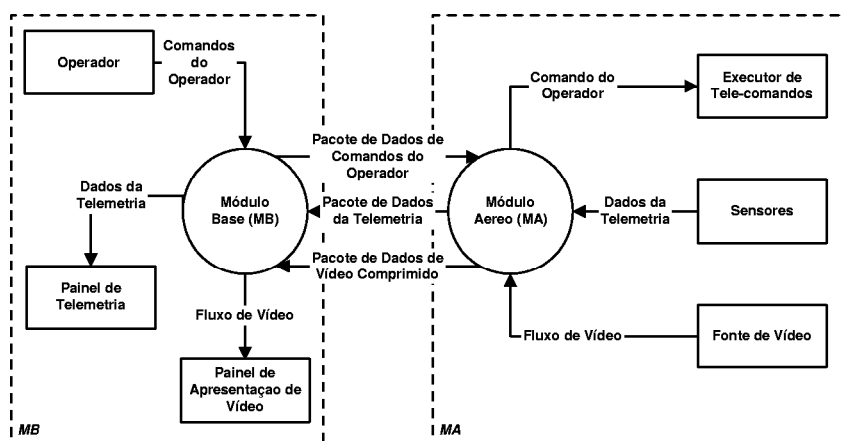 Operador
Comandos
do
Operador
Dados da
Telemetria
Módulo
Base (MB)
Painel de
Telemetria
Fluxo de Vídeo
Painel de
Apresentaçao de
Vídeo
MB
Pacote de Dados de
Comandos do
Operador
Pacote de Dados
da Telemetria
Pacote de Dados de
Vídeo Comprimido
Comando do
Operador
Executor de
Tele-comandos
Módulo
Aereo (MA)
Dados da
Telemetria
Sensores
Fluxo de Vídeo
Fonte de Vídeo
MA